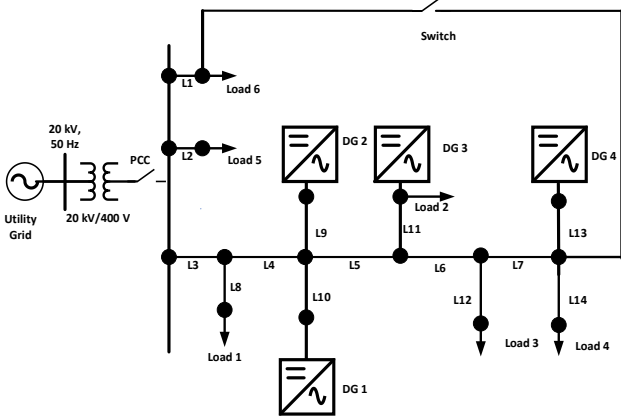 Switch
L1
Load 6
20 kV,
50 Hz
PCC
L2
Load 5
DG 2
DG 3
DG 4
Utility
Grid
20 kV/400 V
Load 2
L9
L11
L13
L3
L4
L5
L6
L7
L8
L10
L12
L14
Load 1
Load 3
Load 4
DG 1